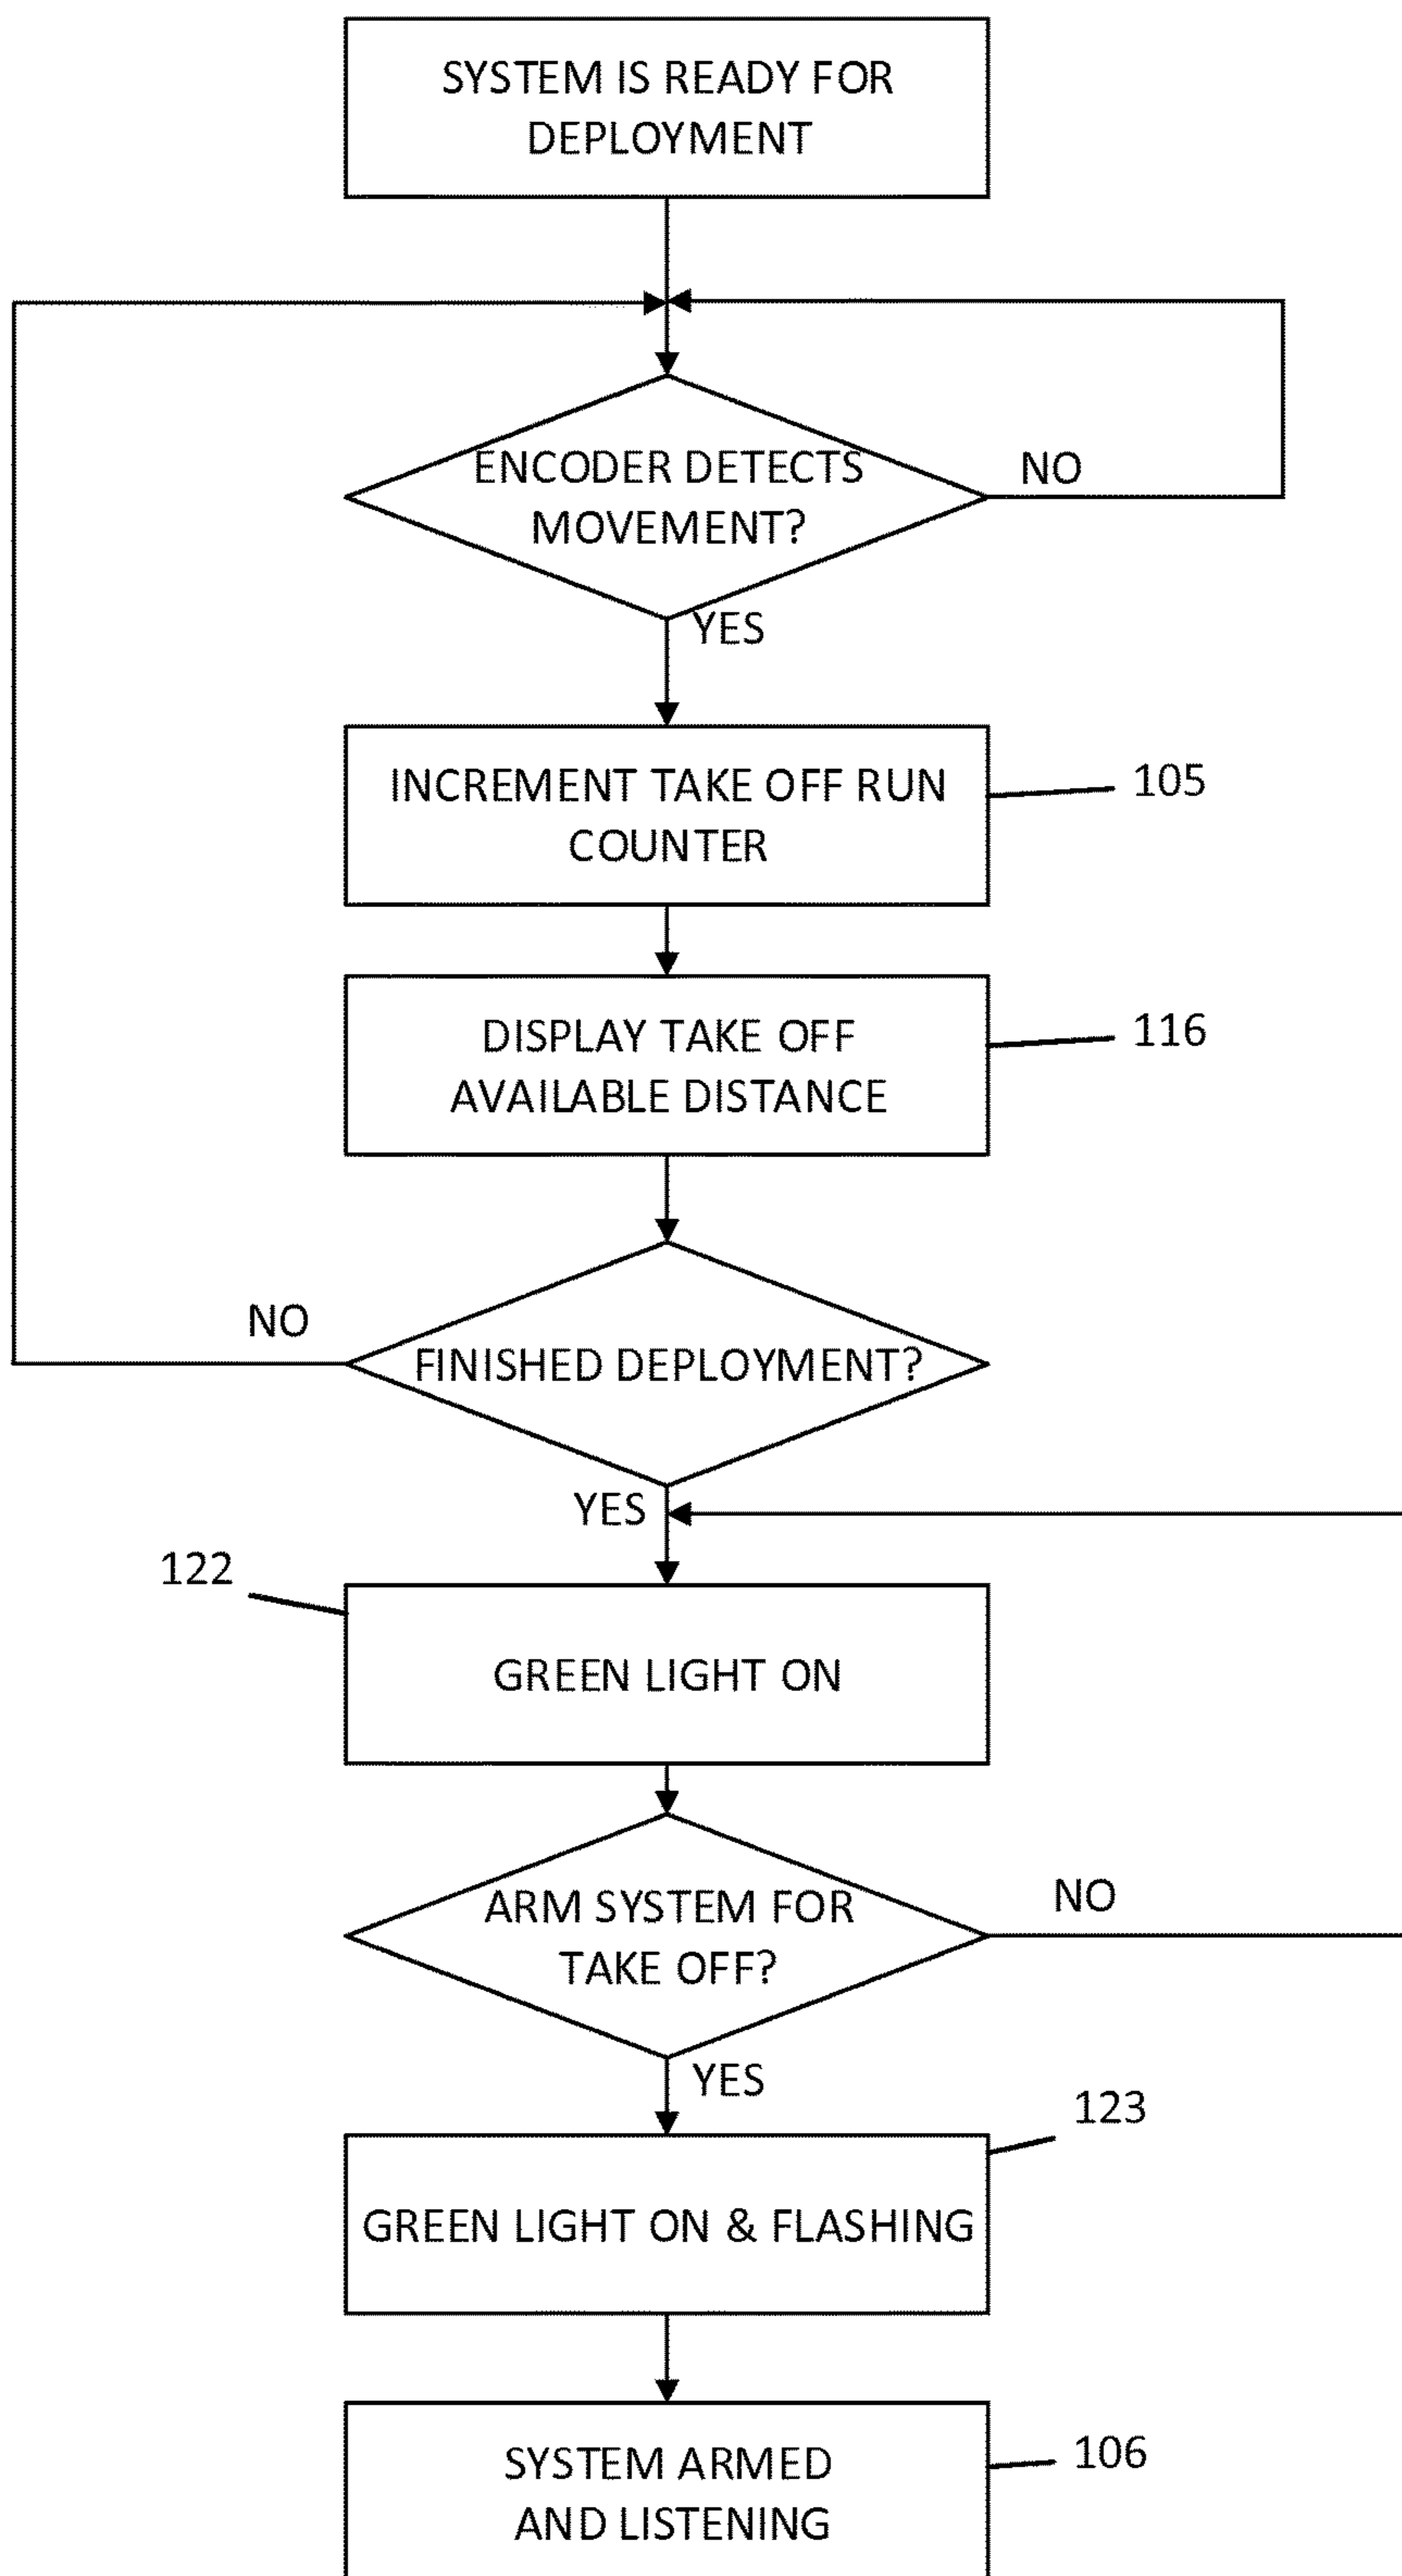 SYSTEM IS READY FOR
DEPLOYMENT
ENCODER DETECTS
MOVEMENT?
NO
YES
INCREMENT TAKE OFF RUN
COUNTER
105
DISPLAY TAKE OFF
AVAILABLE DISTANCE
116
NO
FINISHED DEPLOYMENT?
YES
122
GREEN LIGHT ON
ARM SYSTEM FOR
TAKE OFF?
NO
YES
123
GREEN LIGHT ON & FLASHING
SYSTEM ARMED
AND LISTENING
106